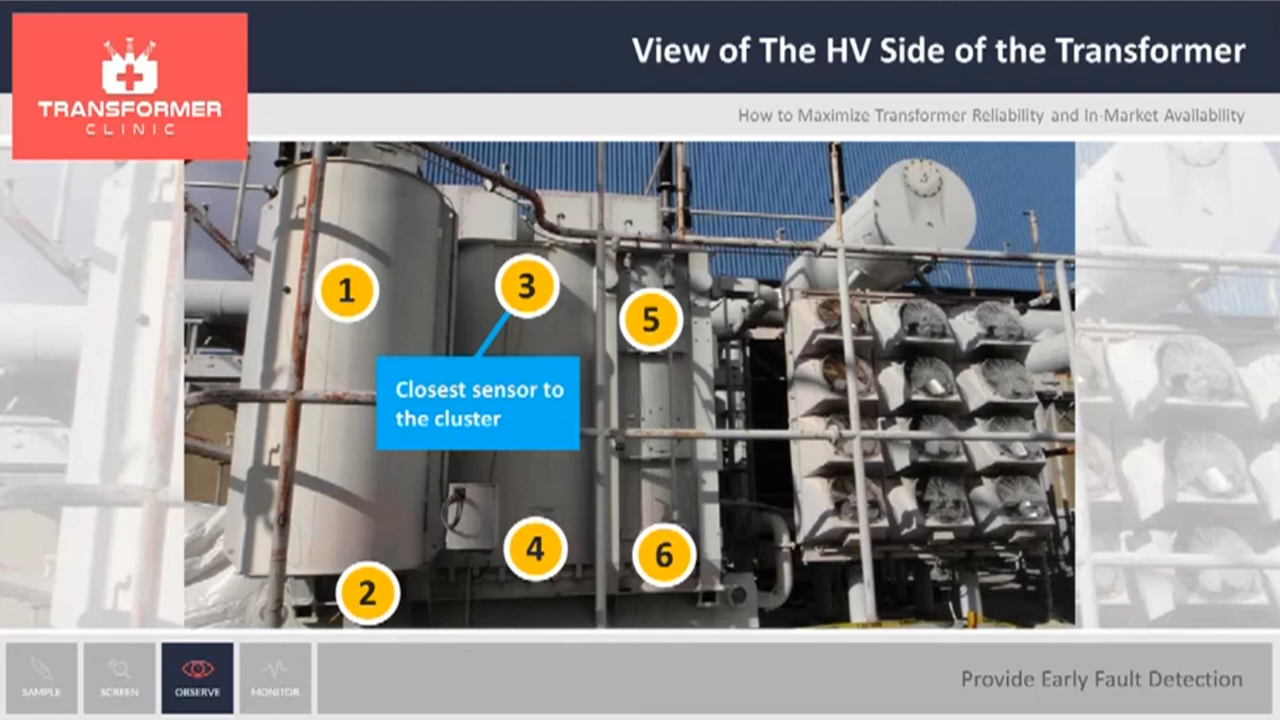 TRANSFORMER
CLINIC
View of The HV Side of the Transformer
How to Maximize Transformer Reliability and In-Market Availability
1
3
5
Closest sensor to
the cluster
4
6
2
SAMPLE
SCREEN
OBSERVE
MONITOR
Provide Early Fault Detection